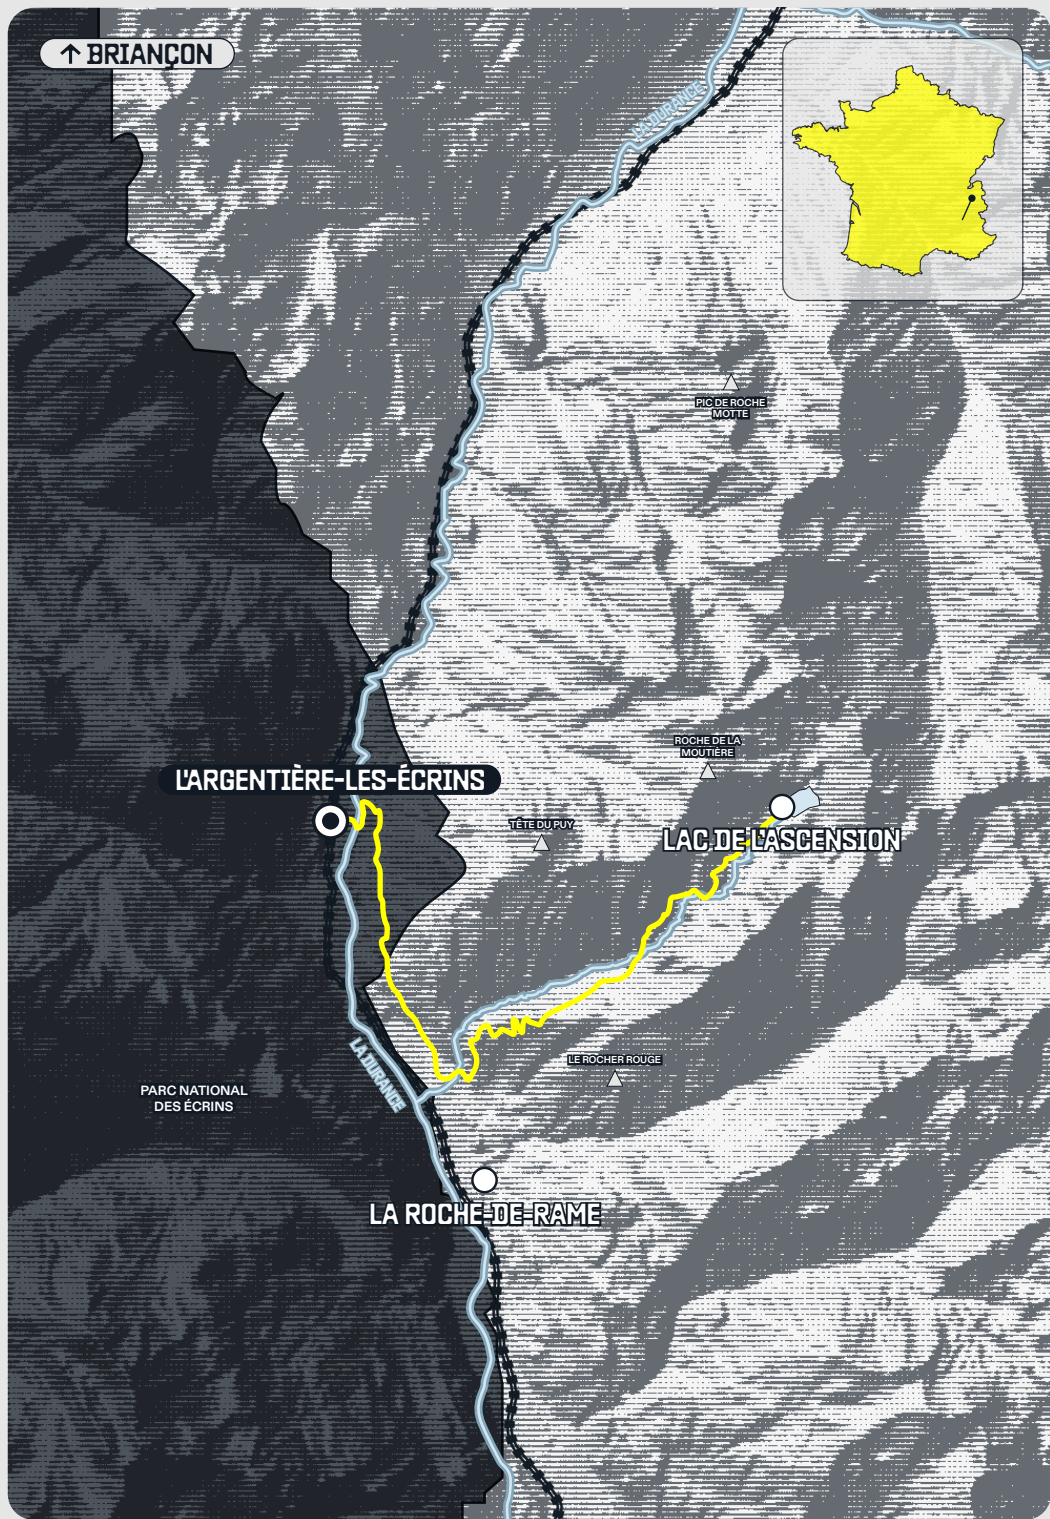 ↑ BRIANÇON
LA DURANCE
PIC DE ROCHE
MOTTE
ROCHE DE LA
MOUTIÈRE
L'ARGENTIÈRE-LES-ÉCRINS
TÊTE DU PUY
LAC DE L'ASCENSION
LA DURANCE
LE ROCHER ROUGE
PARC NATIONAL
DES ÉCRINS
LA ROCHE-DE-RAME